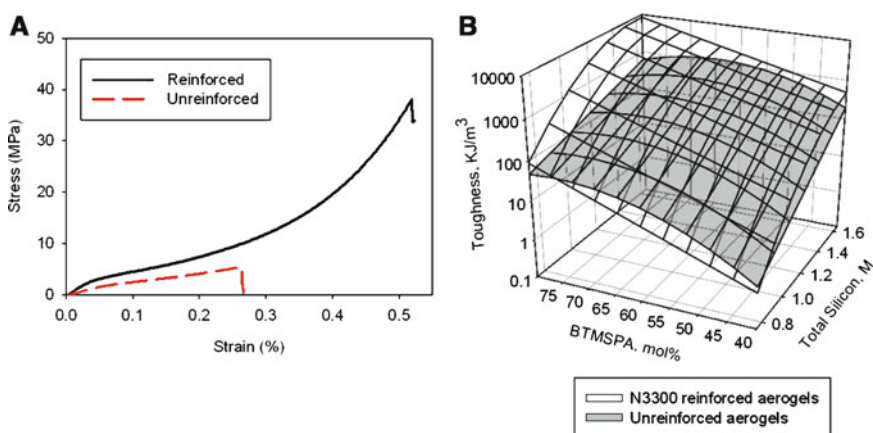 A
50
40
30
20
10
0
Stress (MPa)
Reinforced
Unreinforced
0.0 0.1 0.2 0.3 0.4 0.5
Strain (%)
B
10000
1000
100
10
1
0.1
Toughness, KJ/m³
75 70 65 60 55 50 45 40
BTMSPA, mol%
0.8 1.0 1.2 1.4 1.6
Total Silicon, M
N3300 reinforced aerogels
Unreinforced aerogels